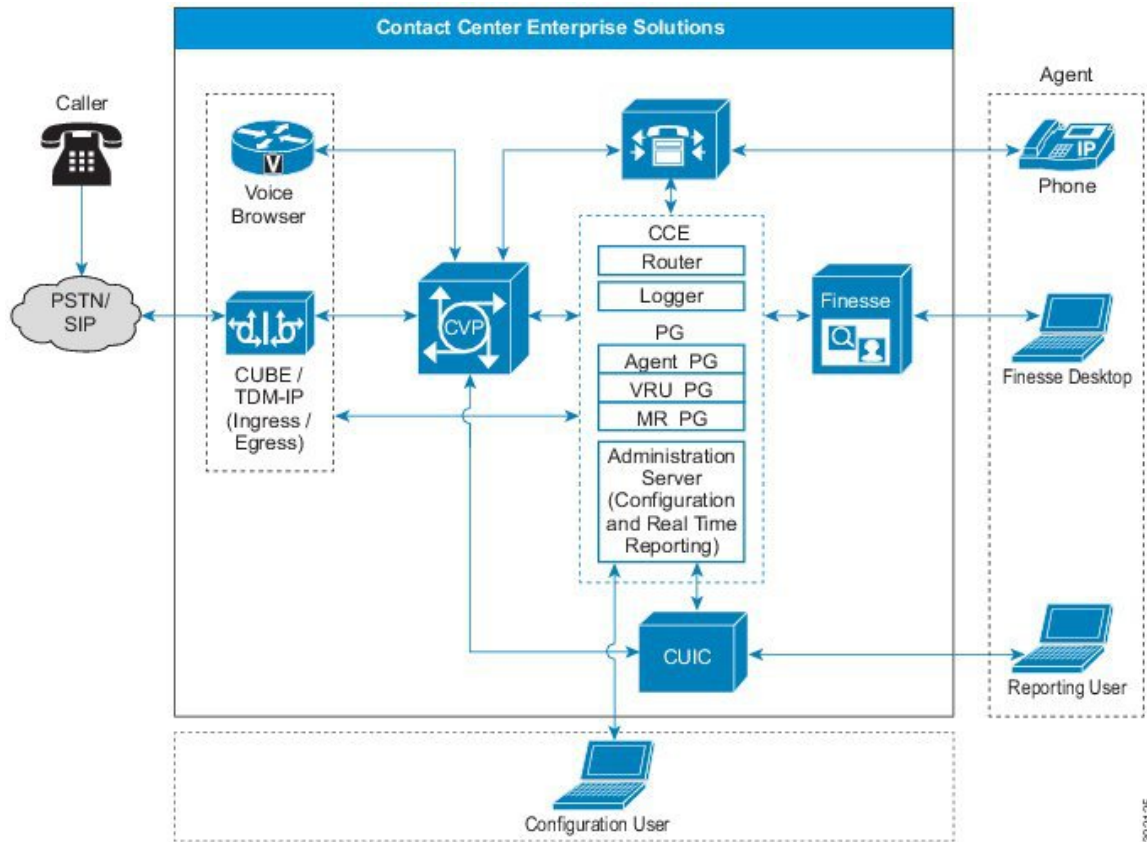 Contact Center Enterprise Solutions
Caller
PSTN/
SIP
V
Voice
Browser
CUBE /
TDM-IP
(Ingress /
Egress)
CVP
CCE
Router
Logger
PG
Agent PG
VRU PG
MR PG
Administration
Server
(Configuration
and Real Time
Reporting)
CUIC
Finesse
Agent
IP
Phone
Finesse Desktop
Reporting User
Configuration User